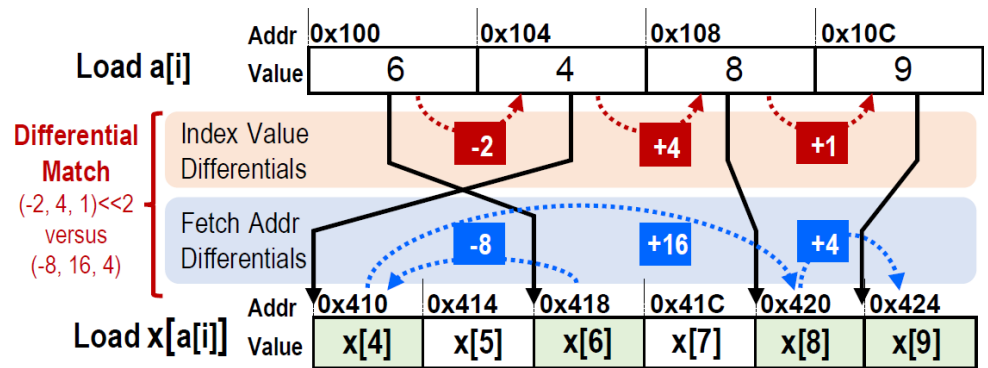 Addr 0x100 0x104 0x108 0x10C
Load a[i] Value 6 4 8 9
Differential
Match
(-2, 4, 1)<<2
versus
(-8, 16, 4)
Index Value
Differentials
-2 +4 +1
Fetch Addr
Differentials
-8 +16 +4
Addr 0x410 0x414 0x418 0x41C 0x420 0x424
Load x[a[i]] Value x[4] x[5] x[6] x[7] x[8] x[9]